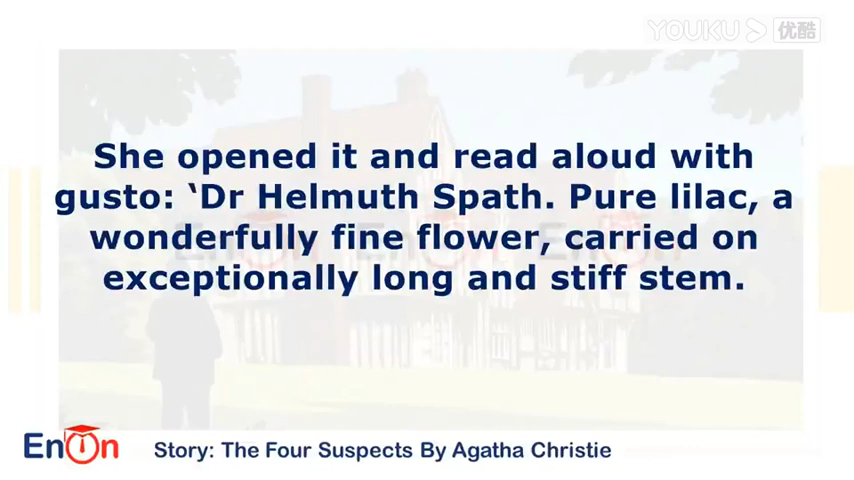 YOUKU 优酷
She opened it and read aloud with
gusto: ‘Dr Helmuth Spath. Pure lilac, a
wonderfully fine flower, carried on
exceptionally long and stiff stem.
EnOn
Story: The Four Suspects By Agatha Christie